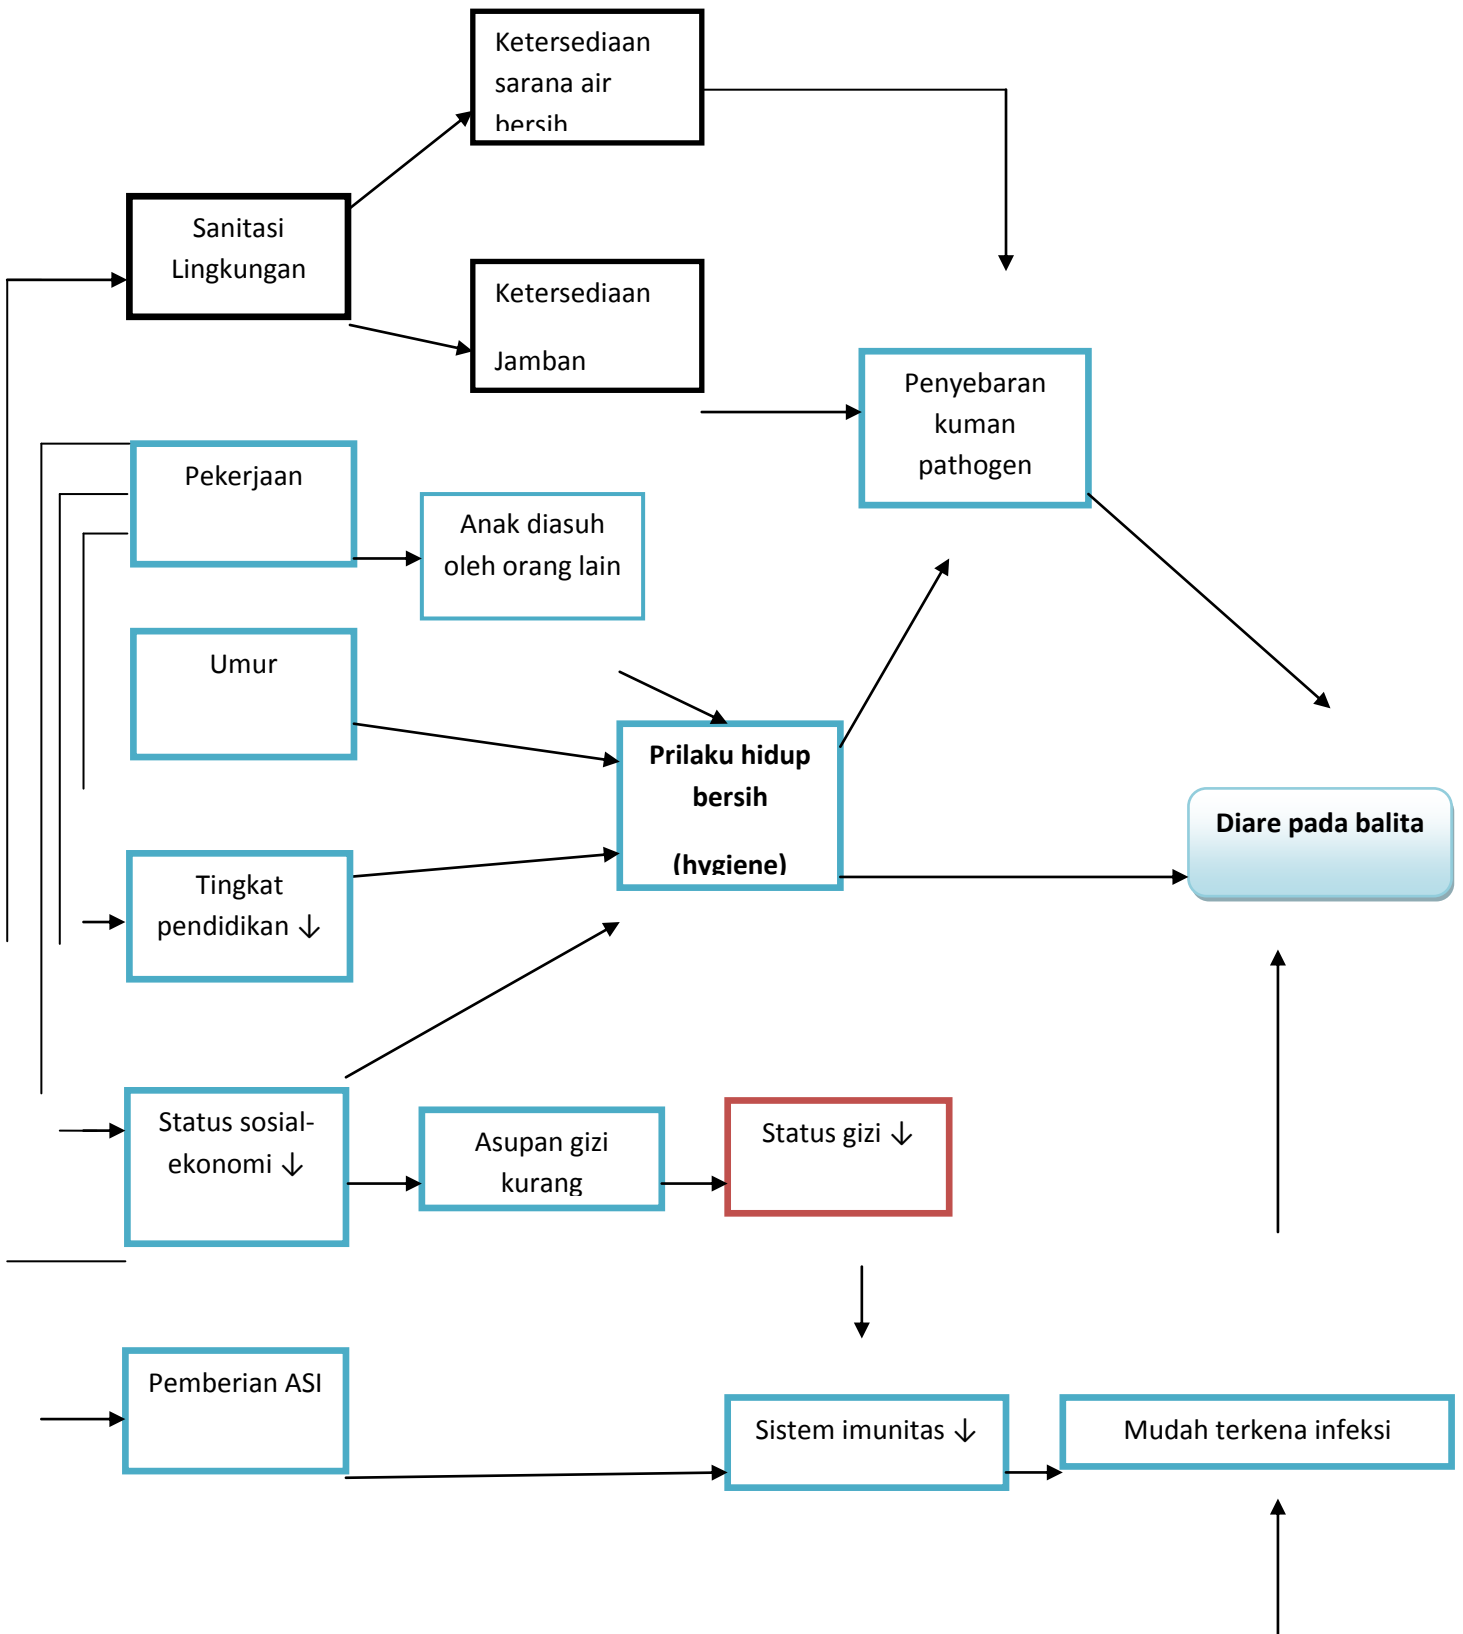 Ketersediaan
sarana air
bersih
Sanitasi
Lingkungan
Ketersediaan
Jamban
Penyebaran
kuman
pathogen
Pekerjaan
Anak diasuh
oleh orang lain
Umur
Prilaku hidup
bersih
(hygiene)
Diare pada balita
Tingkat
pendidikan ↓
Status sosial-
ekonomi ↓
Asupan gizi
kurang
Status gizi ↓
Pemberian ASI
Sistem imunitas ↓
Mudah terkena infeksi